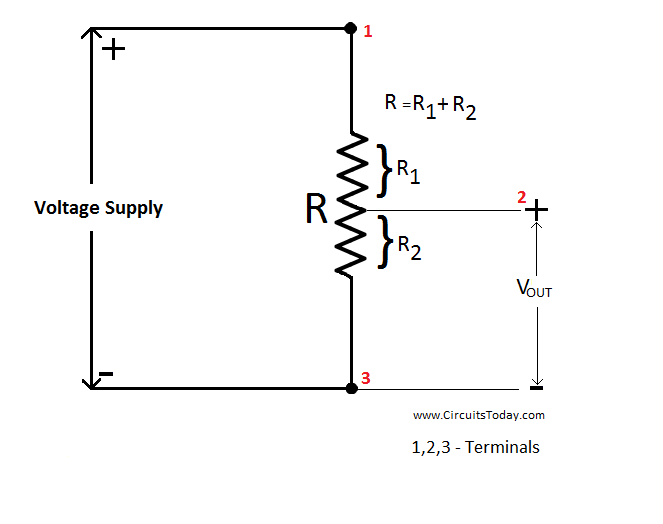 1
+
R =R1+ R2
R1
2
+
Voltage Supply
R
R2
VOUT
-
3
-
www.CircuitsToday.com
1,2,3 - Terminals